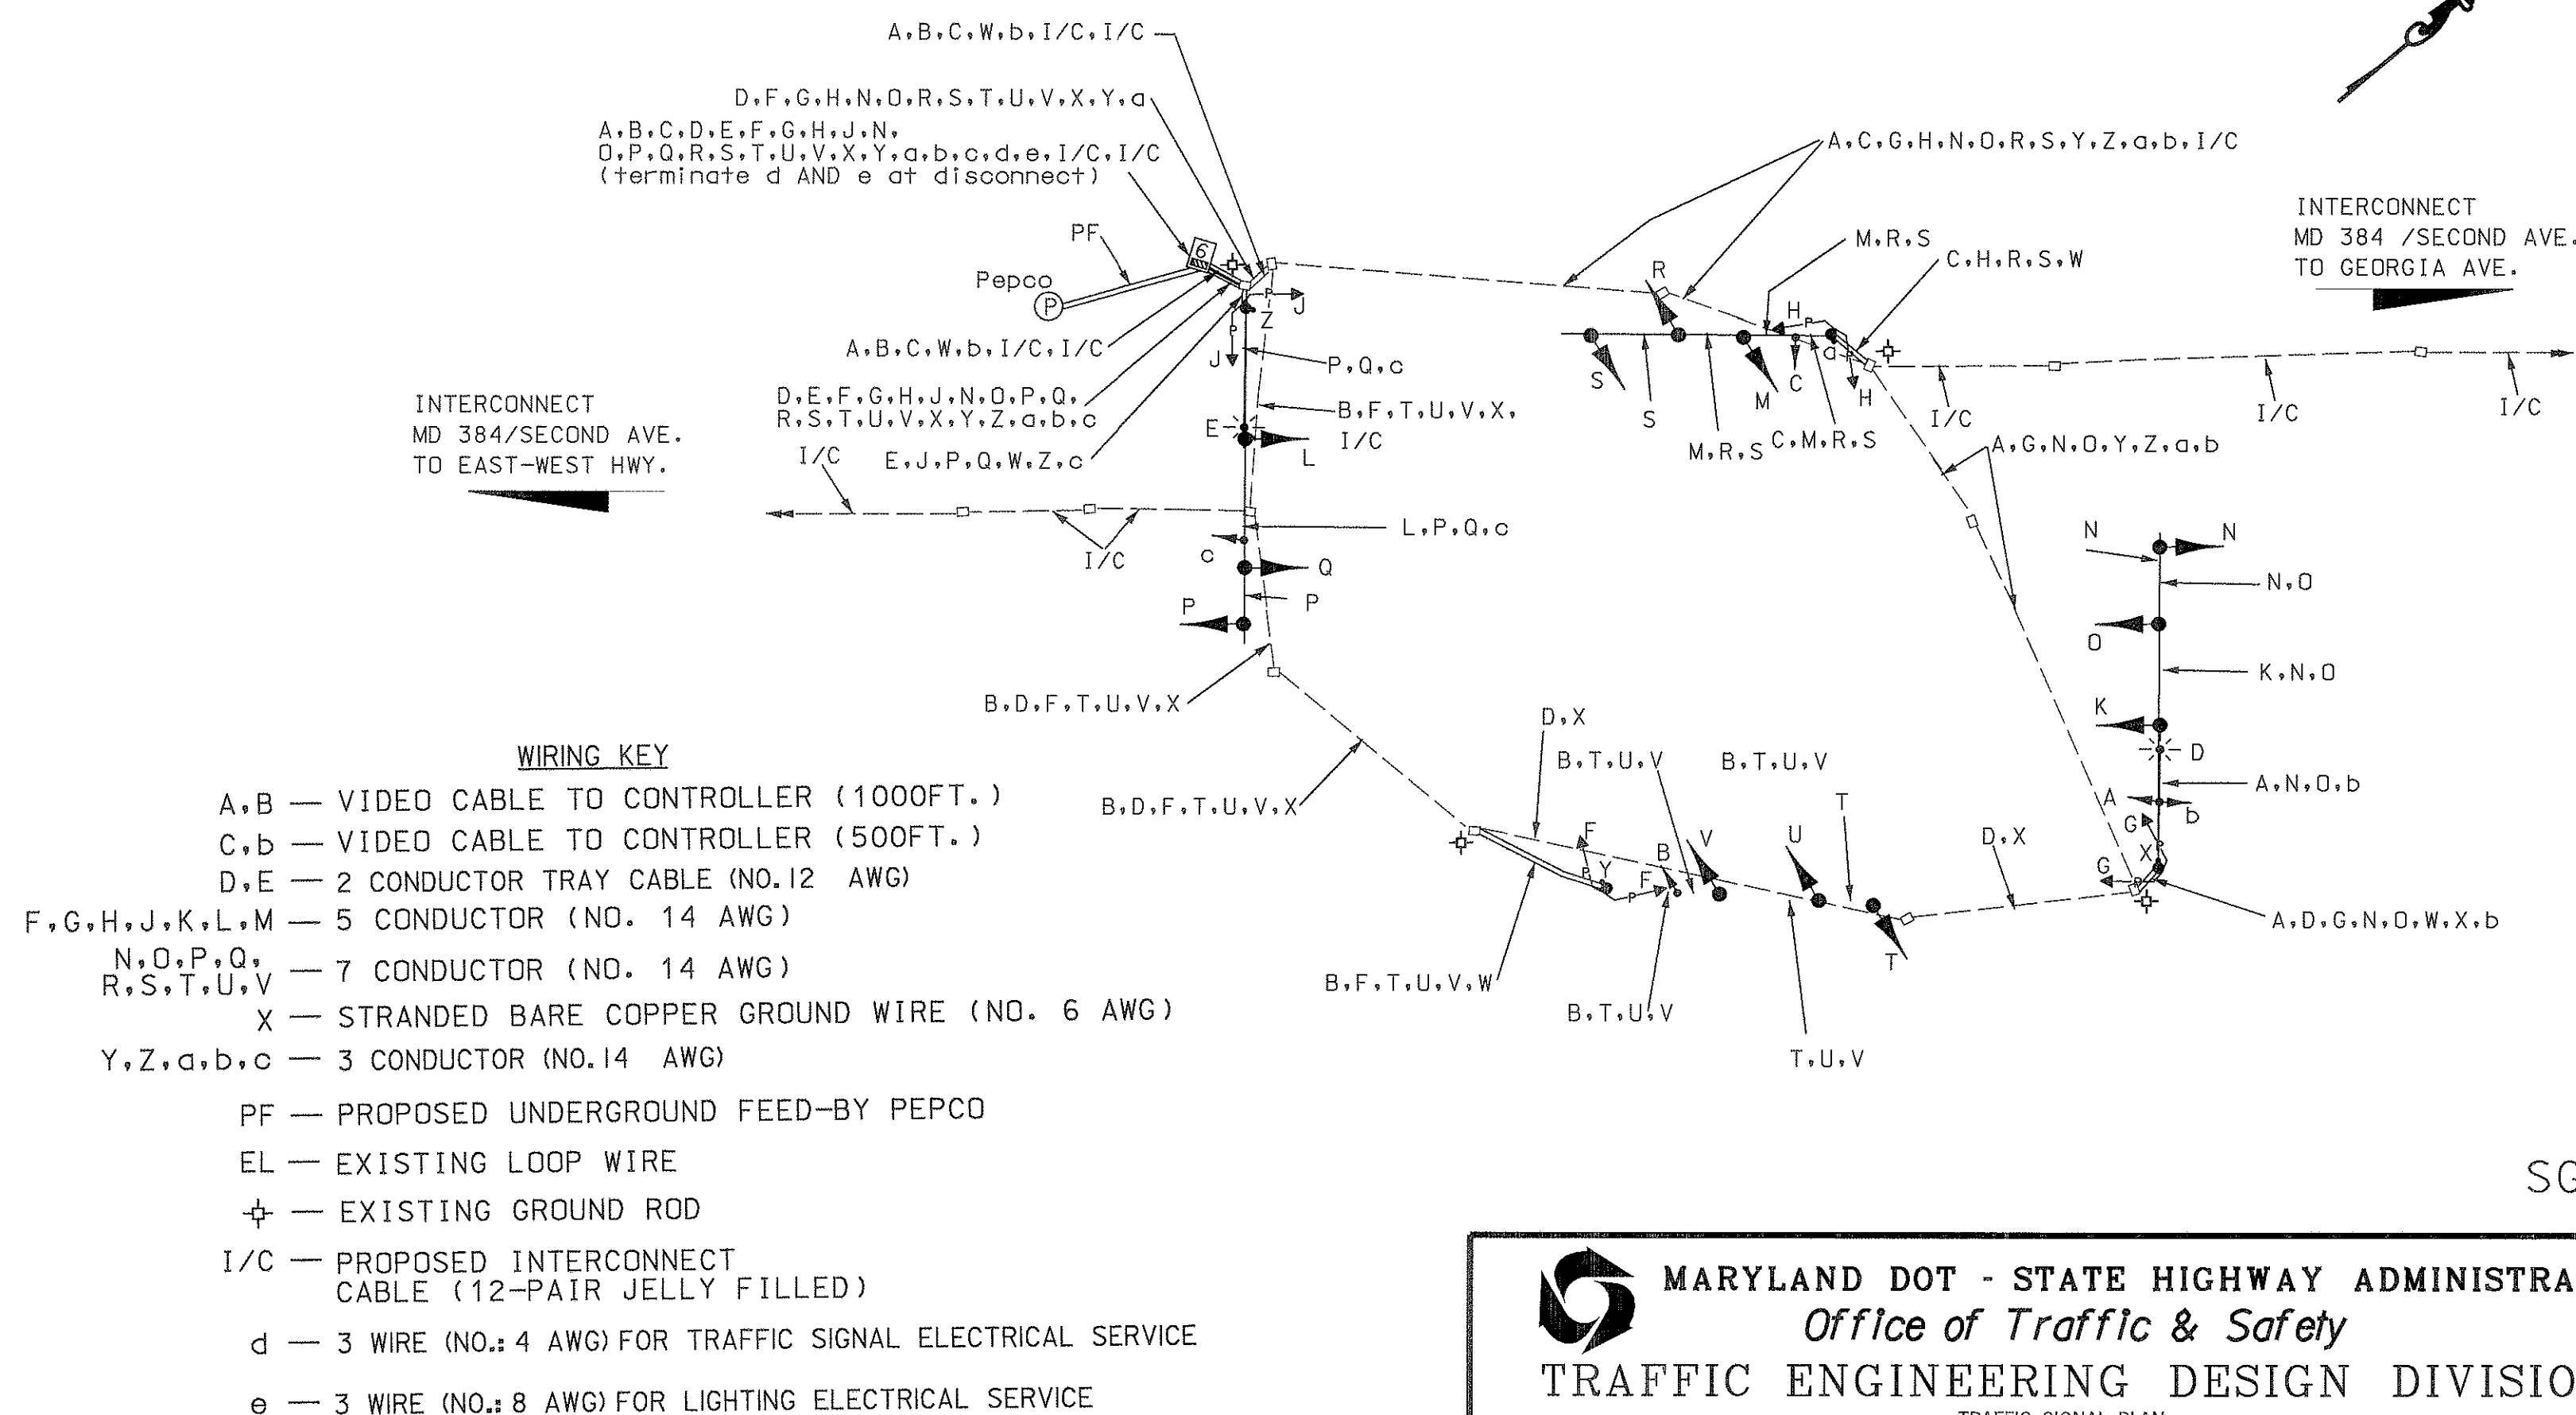 A,B,C,W,b,I/C,I/C
D,F,G,H,N,O,R,S,T,U,V,X,Y,a
A,B,C,D,E,F,G,H,J,N,
O,P,Q,R,S,T,U,V,X,Y,a,b,c,d,e,I/C,I/C
(terminate d AND e at disconnect)
PF
Pepco
P
6
A,B,C,W,b,I/C,I/C
D,E,F,G,H,J,N,O,P,Q,
R,S,T,U,V,X,Y,Z,a,b,c
E,J,P,Q,W,Z,c
INTERCONNECT
MD 384/SECOND AVE.
TO EAST-WEST HWY.
I/C
I/C
P
J
Z
P
J
P,Q,c
B,F,T,U,V,X,
I/C
E
L
L,P,Q,c
c
Q
P
P
B,D,F,T,U,V,X
B,D,F,T,U,V,X
A,C,G,H,N,O,R,S,Y,Z,a,b,I/C
M,R,S
C,H,R,S,W
R
H
P
a
P
S
S
M
C
H
M,R,S
C,M,R,S
I/C
I/C
I/C
INTERCONNECT
MD 384 /SECOND AVE.
TO GEORGIA AVE.
A,G,N,O,Y,Z,a,b
N
N
N,O
O
K,N,O
K
D
A,N,O,b
A
b
G
P
X
G
P
A,D,G,N,O,W,X,b
D,X
D,X
B,T,U,V
B,T,U,V
T
F
B
V
U
Y
P
F
P
T
B,F,T,U,V,W
B,T,U,V
T,U,V
WIRING KEY
A,B — VIDEO CABLE TO CONTROLLER (1000FT.)
C,b — VIDEO CABLE TO CONTROLLER (500FT.)
D,E — 2 CONDUCTOR TRAY CABLE (NO.12 AWG)
F,G,H,J,K,L,M — 5 CONDUCTOR (NO. 14 AWG)
N,O,P,Q,
R,S,T,U,V — 7 CONDUCTOR (NO. 14 AWG)
X — STRANDED BARE COPPER GROUND WIRE (NO. 6 AWG)
Y,Z,a,b,c — 3 CONDUCTOR (NO.14 AWG)
PF — PROPOSED UNDERGROUND FEED-BY PEPCO
EL — EXISTING LOOP WIRE
— EXISTING GROUND ROD
I/C — PROPOSED INTERCONNECT
CABLE (12-PAIR JELLY FILLED)
d — 3 WIRE (NO.: 4 AWG) FOR TRAFFIC SIGNAL ELECTRICAL SERVICE
e — 3 WIRE (NO.: 8 AWG) FOR LIGHTING ELECTRICAL SERVICE
SG
MARYLAND DOT - STATE HIGHWAY ADMINISTRA
Office of Traffic & Safety
TRAFFIC ENGINEERING DESIGN DIVISIO
TRAFFIC SIGNAL PLAN